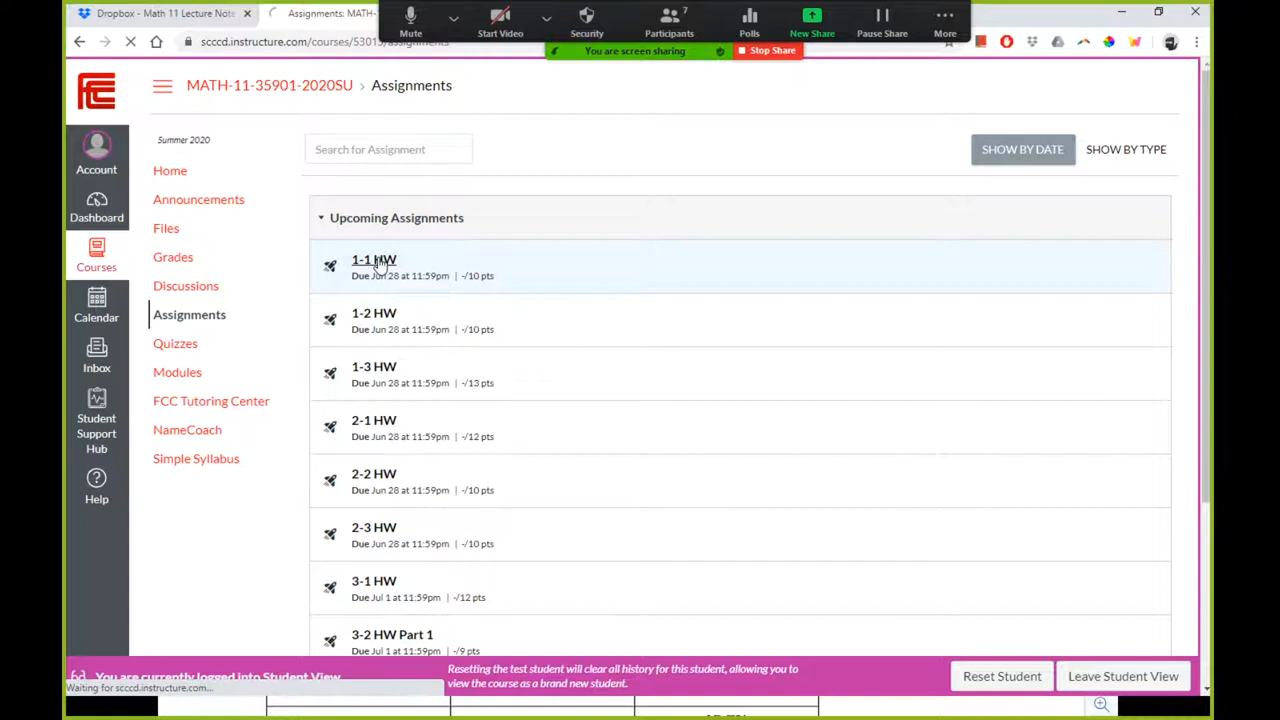 Dropbox - Math 11 Lecture Not
Assignments: MATH-
Mute
Start Video
Security
7
Participants
Polls
New Share
Pause Share
More
You are screen sharing
Stop Share
scccd.instructure.com/courses/53015/assignments
FCC
MATH-11-35901-2020SU › Assignments
Account
Dashboard
Courses
Calendar
Inbox
Student Support Hub
Help
Summer 2020
Home
Announcements
Files
Grades
Discussions
Assignments
Quizzes
Modules
FCC Tutoring Center
NameCoach
Simple Syllabus
Search for Assignment
SHOW BY DATE
SHOW BY TYPE
Upcoming Assignments
1-1 HW
Due Jun 28 at 11:59pm | -/10 pts
1-2 HW
Due Jun 28 at 11:59pm | -/10 pts
1-3 HW
Due Jun 28 at 11:59pm | -/13 pts
2-1 HW
Due Jun 28 at 11:59pm | -/12 pts
2-2 HW
Due Jun 28 at 11:59pm | -/10 pts
2-3 HW
Due Jun 28 at 11:59pm | -/10 pts
3-1 HW
Due Jul 1 at 11:59pm | -/12 pts
3-2 HW Part 1
Due Jul 1 at 11:59pm | -/9 pts
You are currently logged into Student View
Resetting the test student will clear all history for this student, allowing you to
view the course as a brand new student.
Reset Student
Leave Student View
Waiting for scccd.instructure.com...